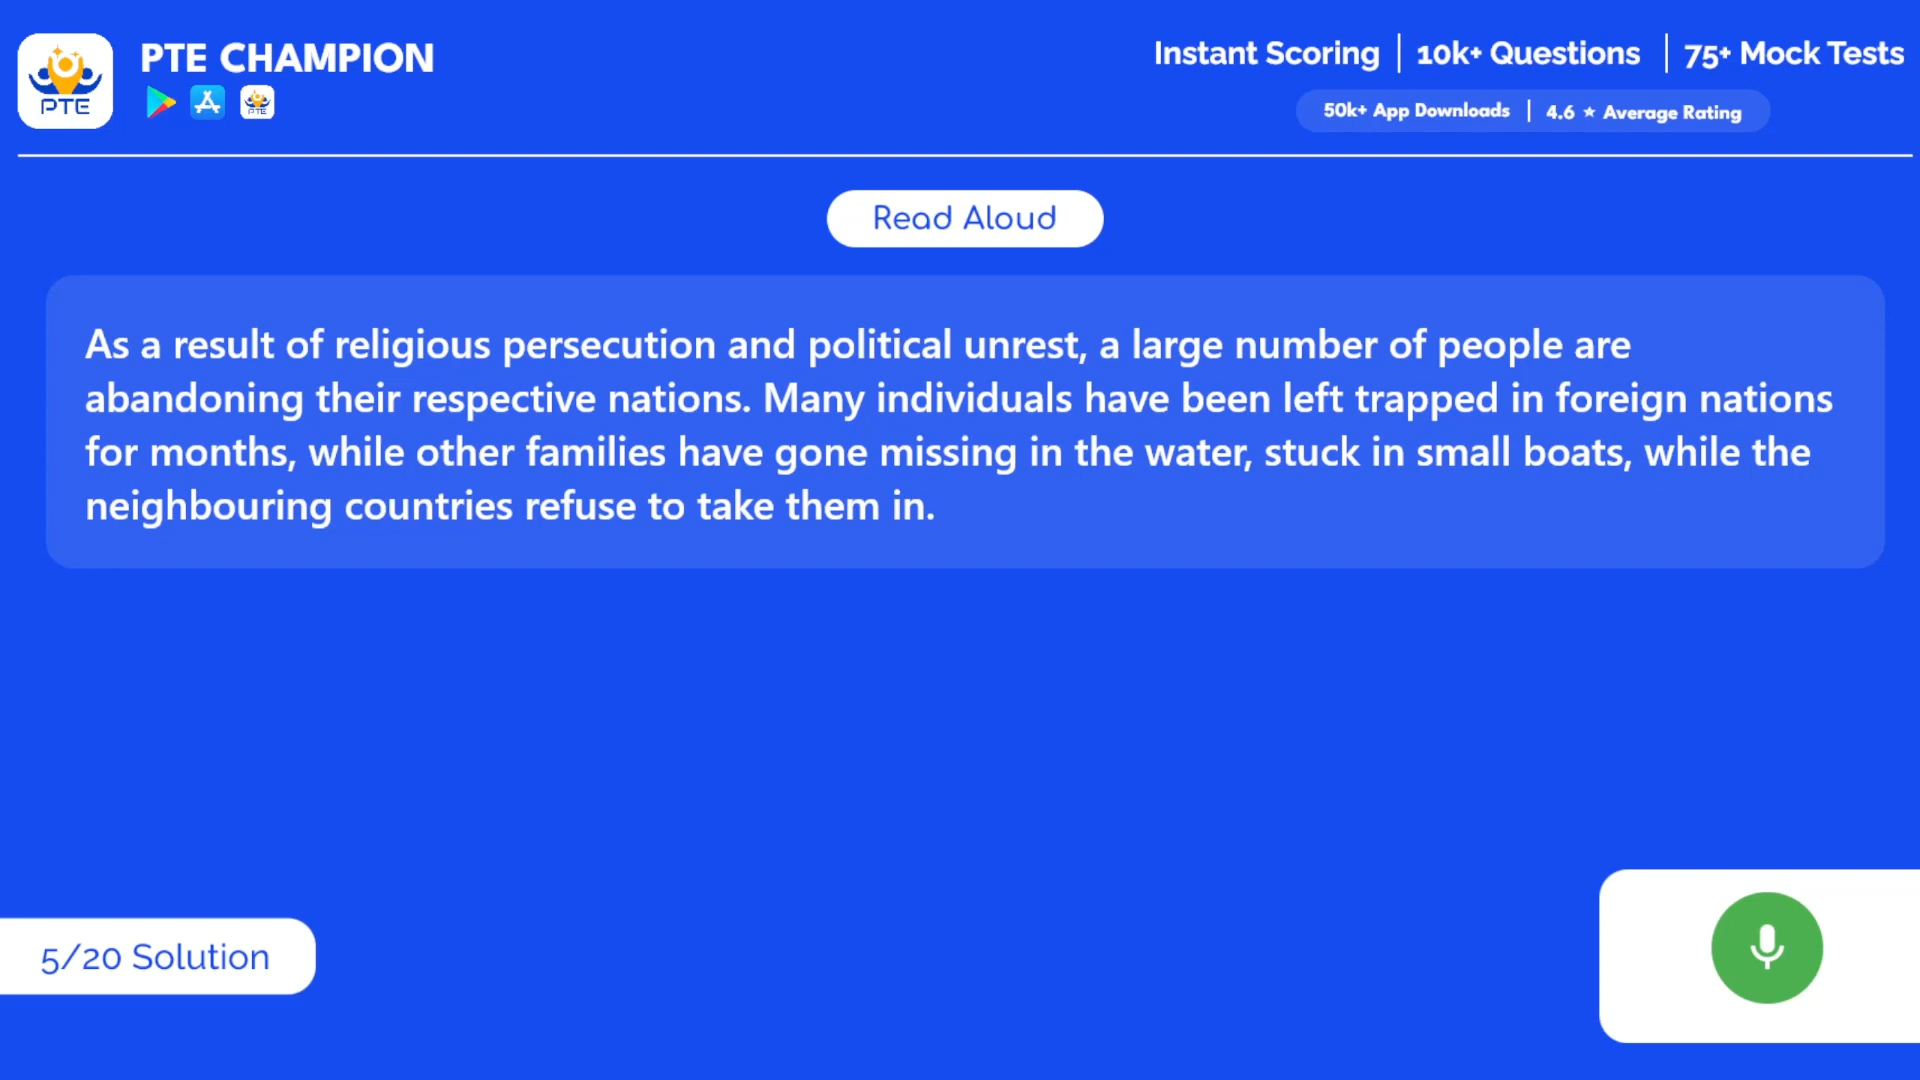 PTE CHAMPION
PTE
PTE
Instant Scoring | 10k+ Questions | 75+ Mock Tests
50k+ App Downloads | 4.6 ★ Average Rating
Read Aloud
As a result of religious persecution and political unrest, a large number of people are
abandoning their respective nations. Many individuals have been left trapped in foreign nations
for months, while other families have gone missing in the water, stuck in small boats, while the
neighbouring countries refuse to take them in.
5/20 Solution